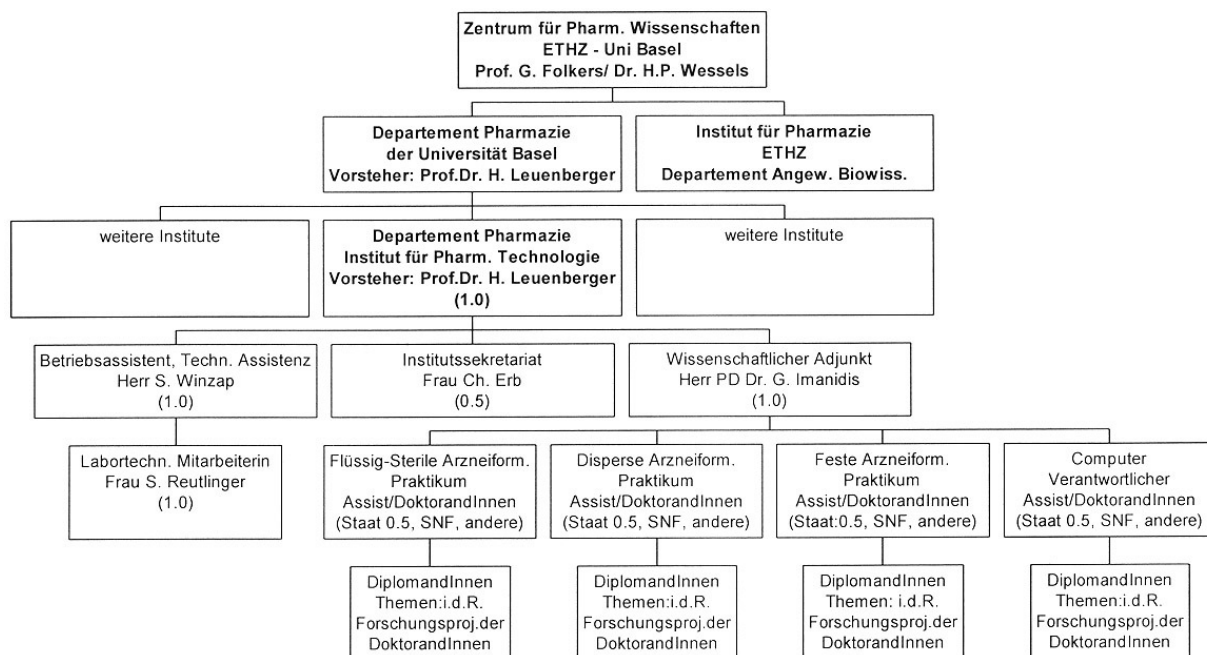 Zentrum für Pharm. Wissenschaften
ETHZ - Uni Basel
Prof. G. Folkers/ Dr. H.P. Wessels
Departement Pharmazie
der Universität Basel
Vorsteher: Prof.Dr. H. Leuenberger
Institut für Pharmazie
ETHZ
Departement Angew. Biowiss.
weitere Institute
Departement Pharmazie
Institut für Pharm. Technologie
Vorsteher: Prof.Dr. H. Leuenberger
(1.0)
weitere Institute
Betriebsassistent, Techn. Assistenz
Herr S. Winzap
(1.0)
Institutssekretariat
Frau Ch. Erb
(0.5)
Wissenschaftlicher Adjunkt
Herr PD Dr. G. Imanidis
(1.0)
Labortechn. Mitarbeiterin
Frau S. Reutlinger
(1.0)
Flüssig-Sterile Arzneiform.
Praktikum
Assist/DoktorandInnen
(Staat 0.5, SNF, andere)
Disperse Arzneiform.
Praktikum
Assist/DoktorandInnen
(Staat 0.5, SNF, andere)
Feste Arzneiform.
Praktikum
Assist/DoktorandInnen
(Staat:0.5, SNF, andere)
Computer
Verantwortlicher
Assist/DoktorandInnen
(Staat 0.5, SNF, andere)
DiplomandInnen
Themen:i.d.R.
Forschungsproj.der
DoktorandInnen
DiplomandInnen
Themen:i.d.R.
Forschungsproj.der
DoktorandInnen
DiplomandInnen
Themen: i.d.R.
Forschungsproj.der
DoktorandInnen
DiplomandInnen
Themen:i.d.R.
Forschungsproj.der
DoktorandInnen